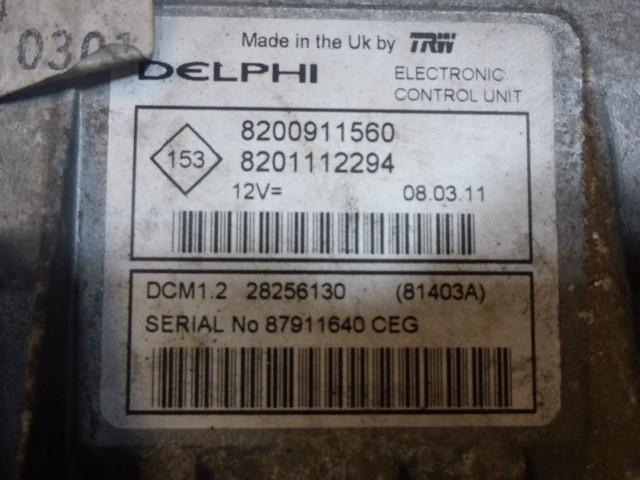 0301
Made in the Uk by TRW
DELPHI
ELECTRONIC
CONTROL UNIT
8200911560
153
8201112294
12V= 08.03.11
DCM1.2 28256130 (81403A)
SERIAL No 87911640 CEG